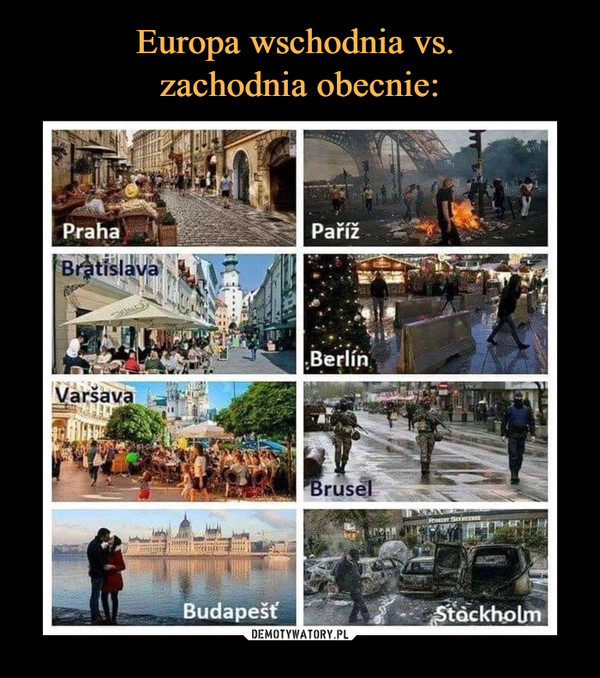 Europa wschodnia vs.
zachodnia obecnie:
Praha
Paříž
Bratislava
Berlín
Varšava
Brusel
Budapešť
Stockholm
DEMOTYWATORY.PL